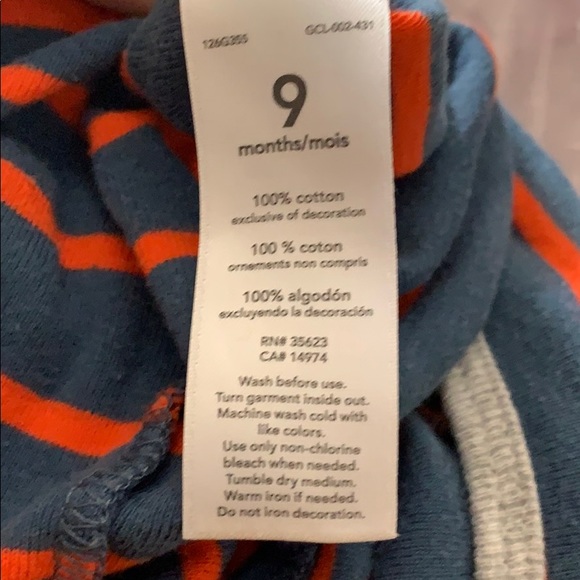 126G355 GCL-002-431
9
months/mois
100% cotton
exclusive of decoration
100 % coton
ornements non compris
100% algodón
excluyendo la decoración
RN# 35623
CA# 14974
Wash before use.
Turn garment inside out.
Machine wash cold with
like colors.
Use only non-chlorine
bleach when needed.
Tumble dry medium.
Warm iron if needed.
Do not iron decoration.